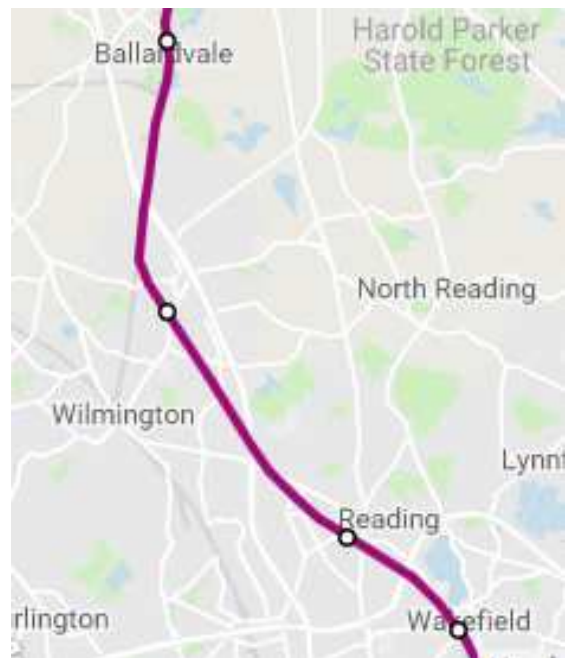 Harold Parker
State Forest
Ballardvale
North Reading
Wilmington
Lynnf
Reading
rlington
Wakefield